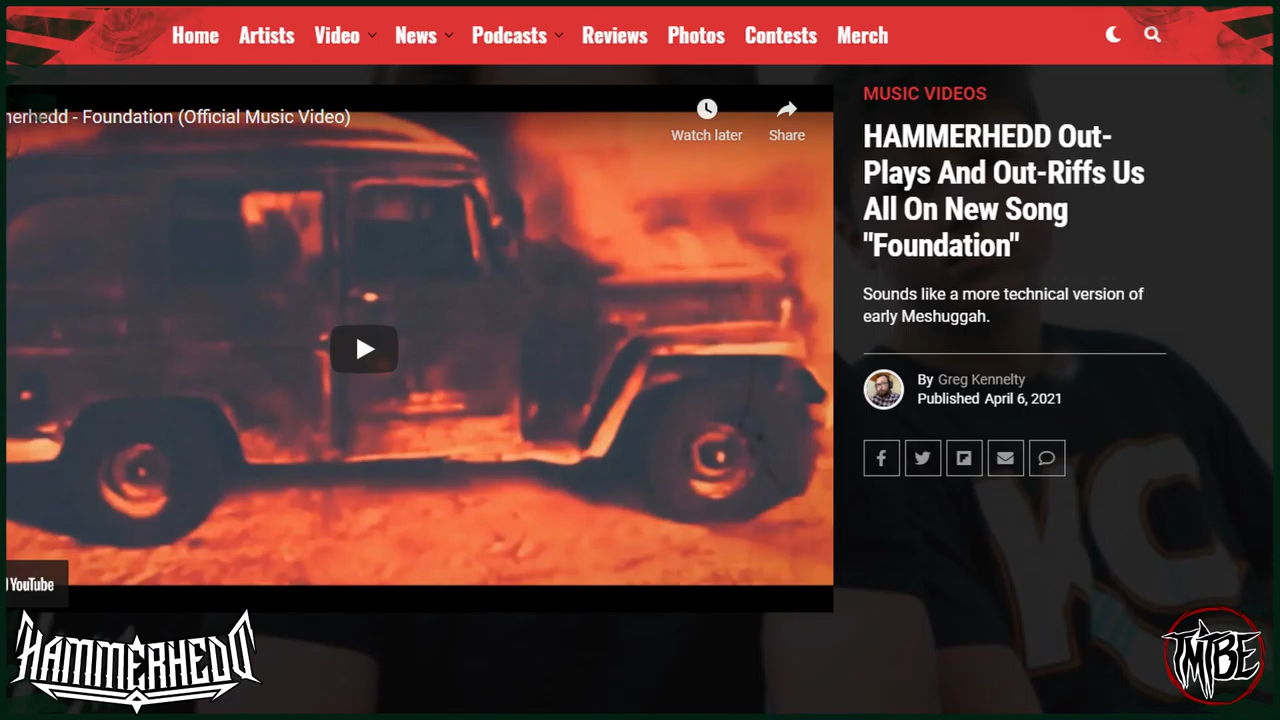 Home Artists Video News Podcasts Reviews Photos Contests Merch
merhedd - Foundation (Official Music Video)
Watch later
Share
YouTube
MUSIC VIDEOS
HAMMERHEDD Out-
Plays And Out-Riffs Us
All On New Song
"Foundation"
Sounds like a more technical version of
early Meshuggah.
By Greg Kennelty
Published April 6, 2021
KC
HAMMERHEDD
TMTBE